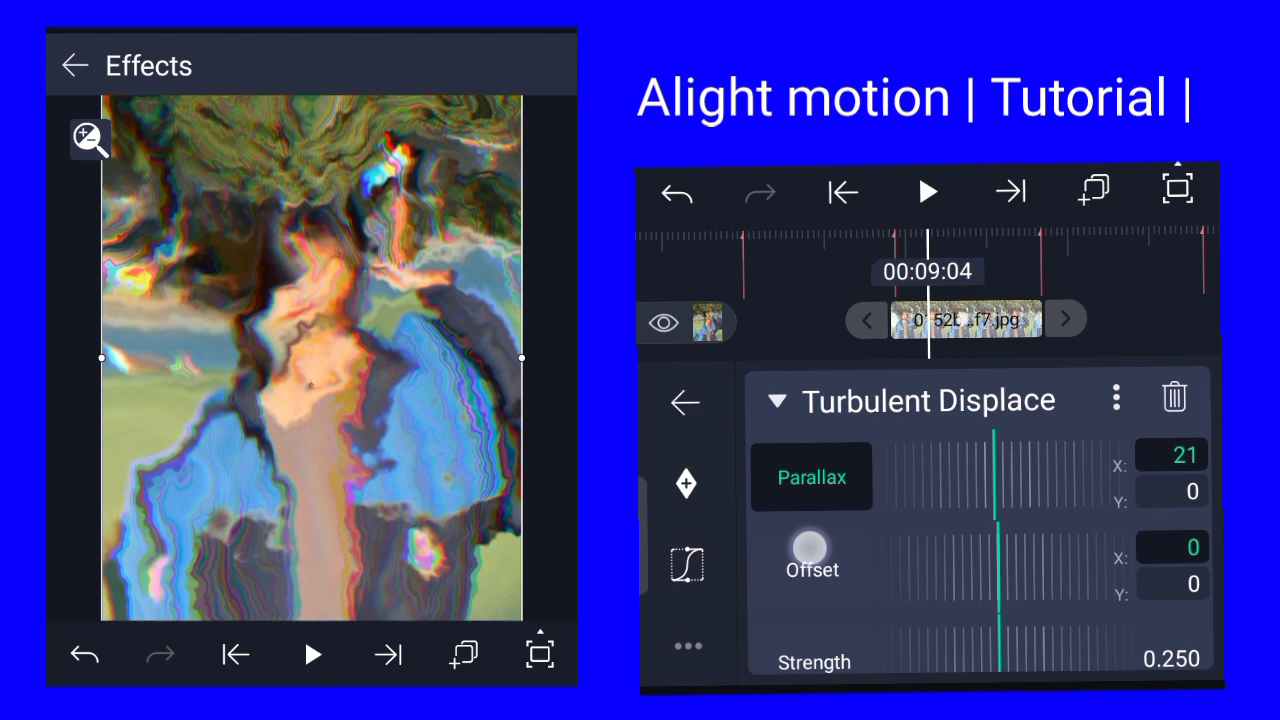 Effects
Alight motion | Tutorial |
00:09:04
Turbulent Displace
Parallax
X: 21
Y: 0
Offset
X: 0
Y: 0
Strength
0.250